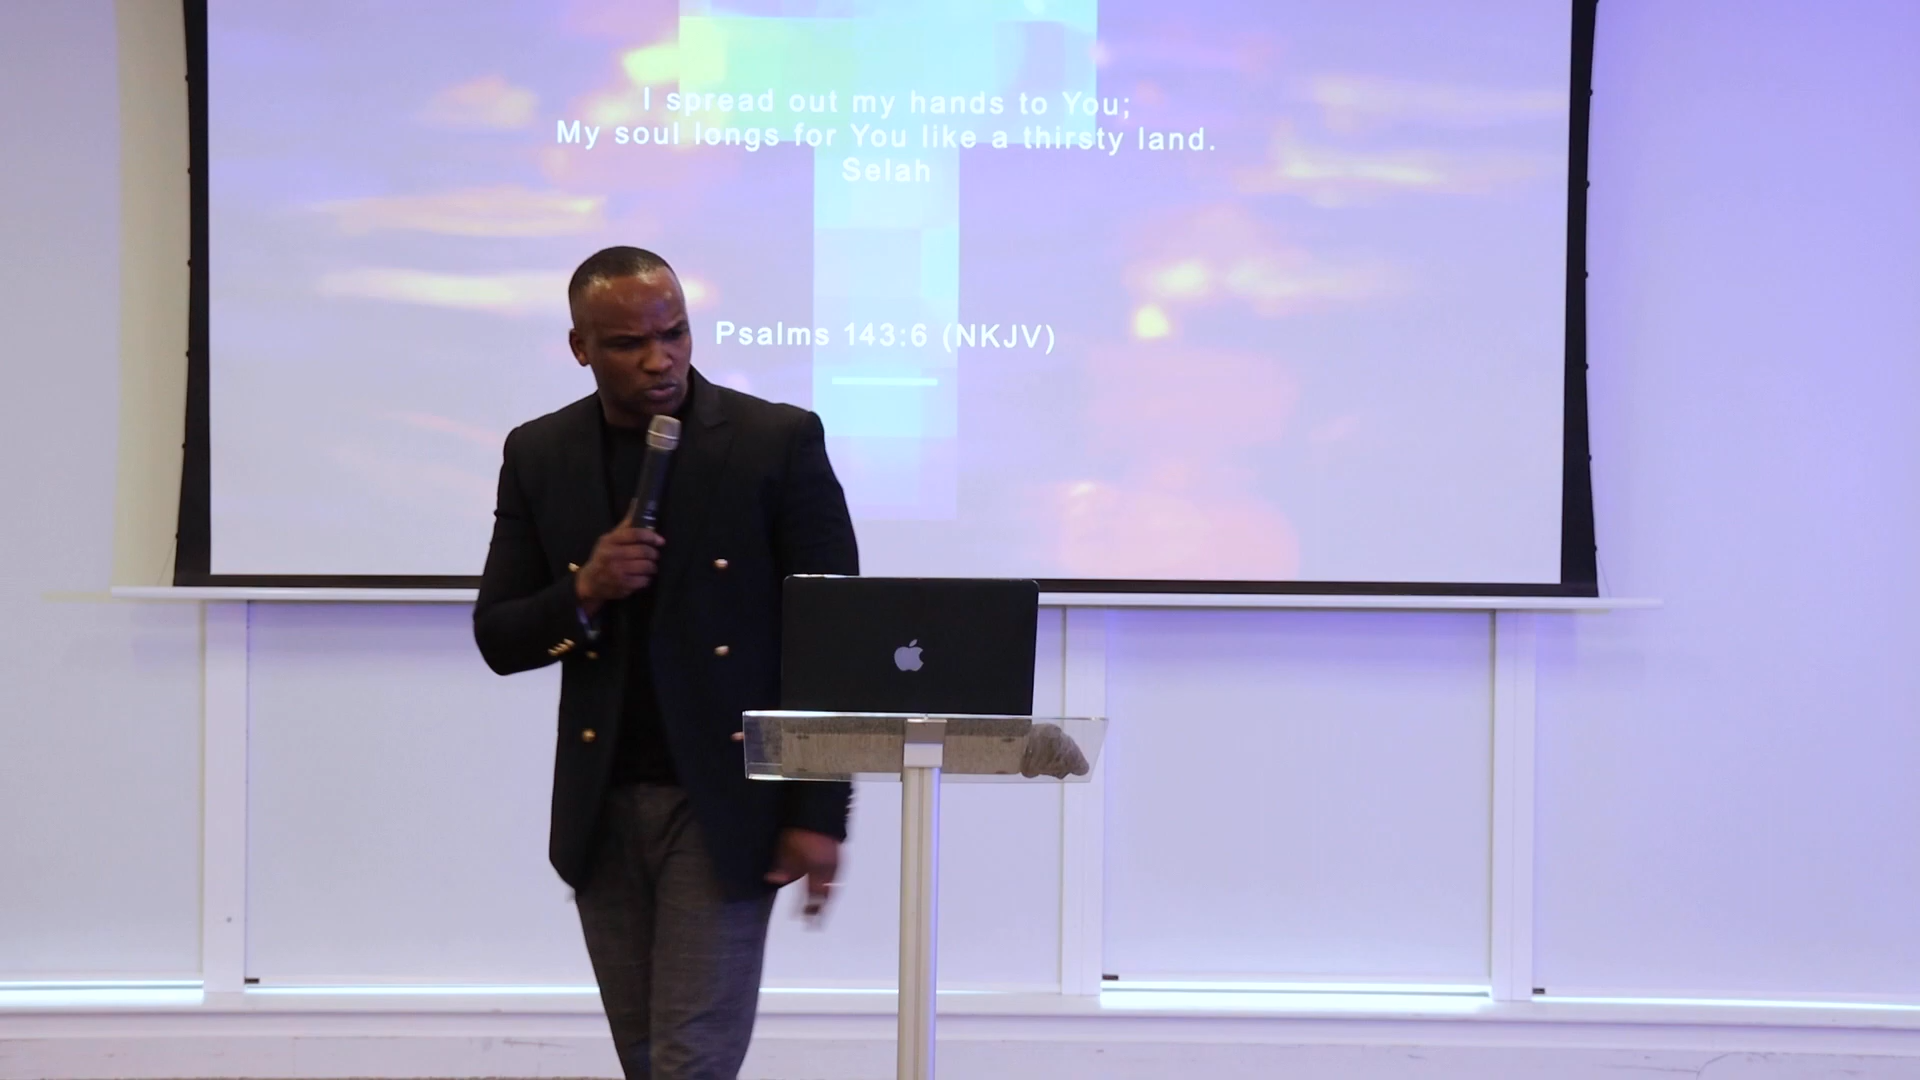 I spread out my hands to You;
My soul longs for You like a thirsty land.
Selah
Psalms 143:6 (NKJV)